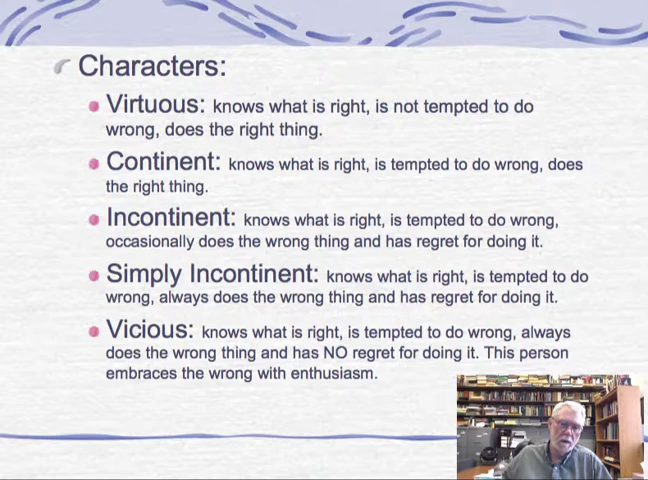 Characters:
Virtuous: knows what is right, is not tempted to do
wrong, does the right thing.
Continent: knows what is right, is tempted to do wrong, does
the right thing.
Incontinent: knows what is right, is tempted to do wrong,
occasionally does the wrong thing and has regret for doing it.
Simply Incontinent: knows what is right, is tempted to do
wrong, always does the wrong thing and has regret for doing it.
Vicious: knows what is right, is tempted to do wrong, always
does the wrong thing and has NO regret for doing it. This person
embraces the wrong with enthusiasm.